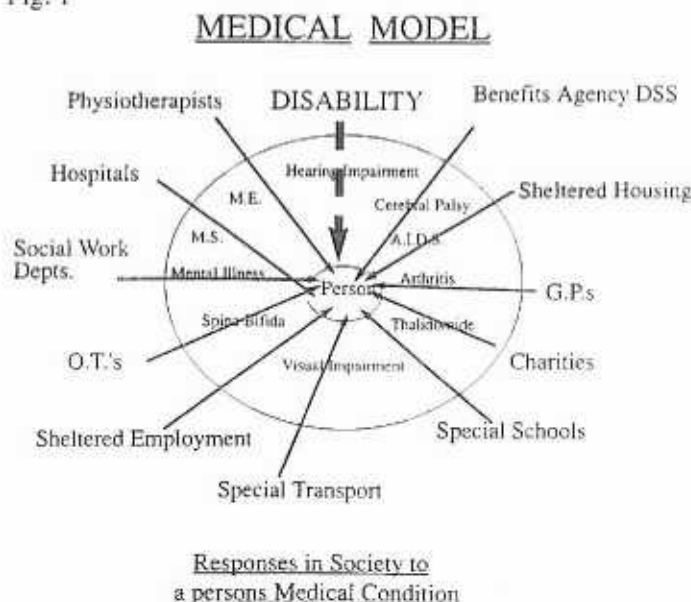 Fig. 1
MEDICAL MODEL
Physiotherapists
DISABILITY
Benefits Agency DSS
Hospitals
Hearing Impairment
M.E.
Cerebral Palsy
Sheltered Housing
M.S.
A.I.D.S.
Social Work
Depts.
Mental Illness
Person
Arthritis
G.P.s
Spina Bifida
Thalidomide
O.T.'s
Visual Impairment
Charities
Sheltered Employment
Special Schools
Special Transport
Responses in Society to
a persons Medical Condition